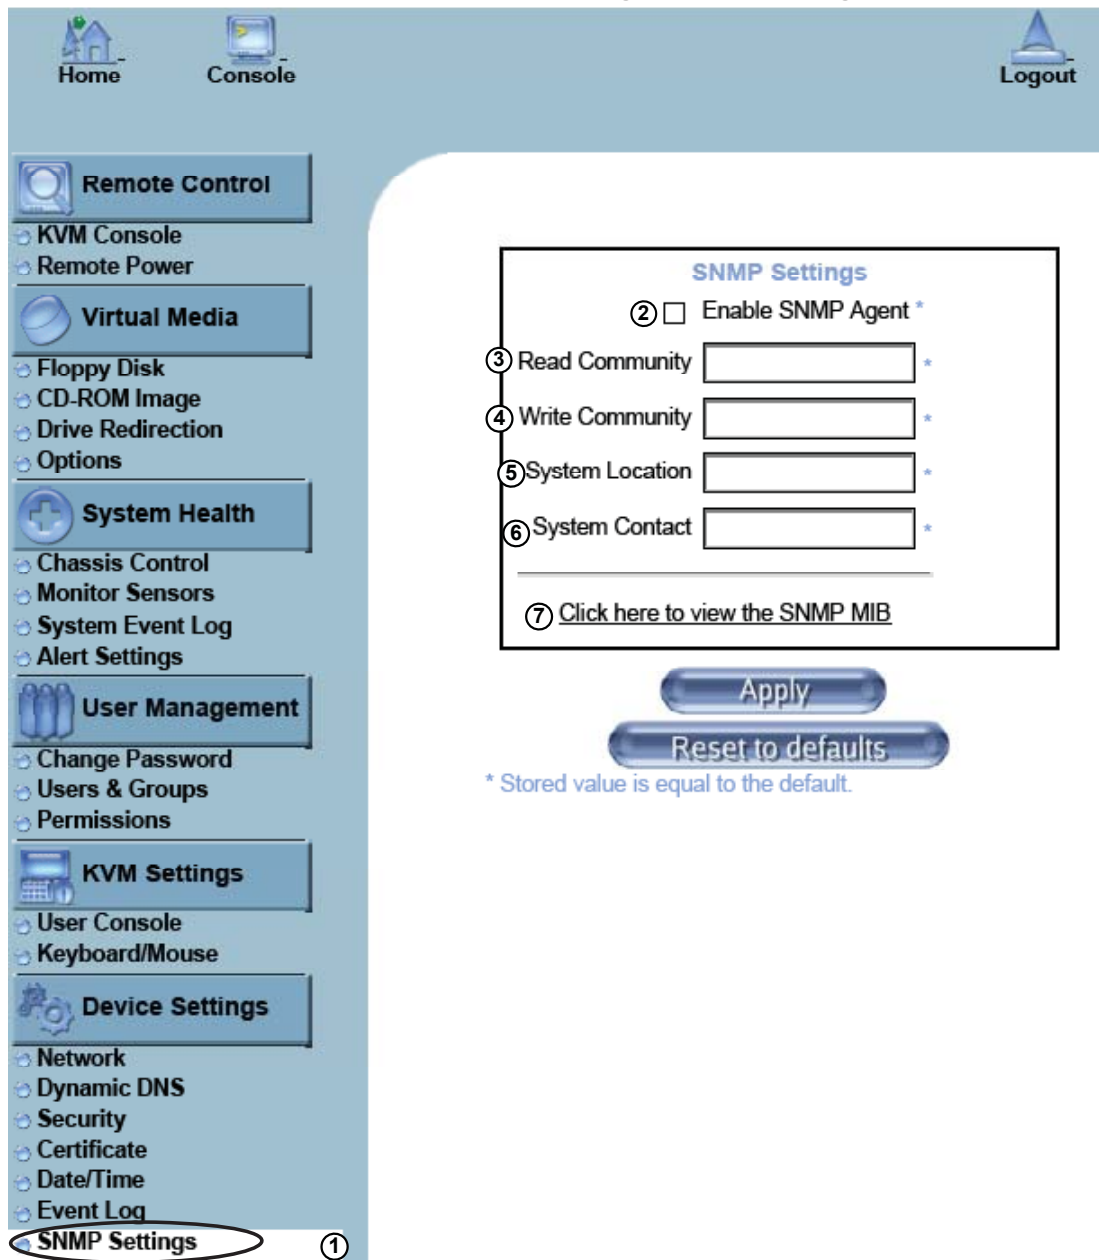 Home
Console
Logout
Remote Control
KVM Console
Remote Power
Virtual Media
Floppy Disk
CD-ROM Image
Drive Redirection
Options
System Health
Chassis Control
Monitor Sensors
System Event Log
Alert Settings
User Management
Change Password
Users & Groups
Permissions
KVM Settings
User Console
Keyboard/Mouse
Device Settings
Network
Dynamic DNS
Security
Certificate
Date/Time
Event Log
SNMP Settings ①
SNMP Settings
② Enable SNMP Agent *
③ Read Community *
④ Write Community *
⑤ System Location *
⑥ System Contact *
⑦ Click here to view the SNMP MIB
Apply
Reset to defaults
* Stored value is equal to the default.